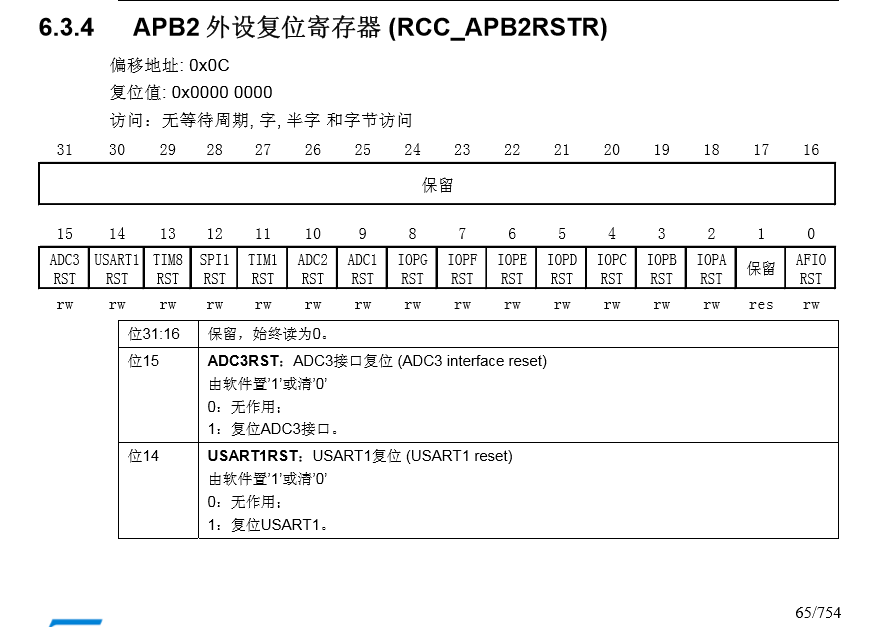 6.3.4 APB2 外设复位寄存器 (RCC_APB2RSTR)
偏移地址: 0x0C
复位值: 0x0000 0000
访问：无等待周期, 字, 半字 和字节访问
31 30 29 28 27 26 25 24 23 22 21 20 19 18 17 16
保留
15 14 13 12 11 10 9 8 7 6 5 4 3 2 1 0
ADC3 USART1 TIM8 SPI1 TIM1 ADC2 ADC1 IOPG IOPF IOPE IOPD IOPC IOPB IOPA 保留 AFIO
RST RST RST RST RST RST RST RST RST RST RST RST RST RST RST
rw rw rw rw rw rw rw rw rw rw rw rw rw rw res rw
位31:16 保留，始终读为0。
位15 ADC3RST：ADC3接口复位 (ADC3 interface reset)
由软件置’1’或清’0’
0：无作用；
1：复位ADC3接口。
位14 USART1RST：USART1复位 (USART1 reset)
由软件置’1’或清’0’
0：无作用；
1：复位USART1。
65/754